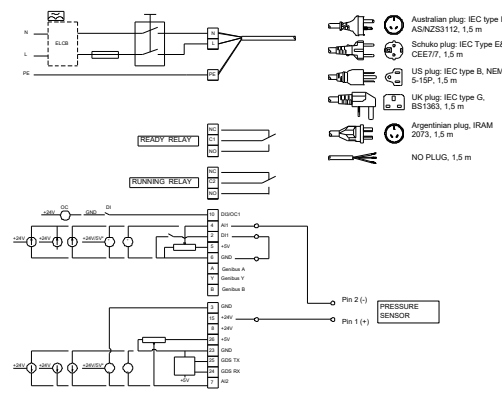 N
L
PE
ELCB
N
L
PE
Australian plug: IEC type I
AS/NZS3112, 1,5 m
Schuko plug: IEC Type E&
CEE7/7, 1,5 m
US plug: IEC type B, NEM
5-15P, 1,5 m
UK plug: IEC type G,
BS1363, 1,5 m
Argentinian plug, IRAM
2073, 1,5 m
NO PLUG, 1,5 m
READY RELAY
NC
C1
NO
RUNNING RELAY
NC
C2
NO
+24V
OC
GND
DI
10 DI3/OC1
4 AI1
2 DI1
5 +5V
6 GND
A Genibus A
Y Genibus Y
B Genibus B
+24V
+24V
+24V/5V*
3 GND
15 +24V
8 +24V
26 +5V
23 GND
25 GDS TX
24 GDS RX
7 AI2
+24V
+24V
+24V/5V*
+5V
Pin 2 (-)
Pin 1 (+)
PRESSURE
SENSOR